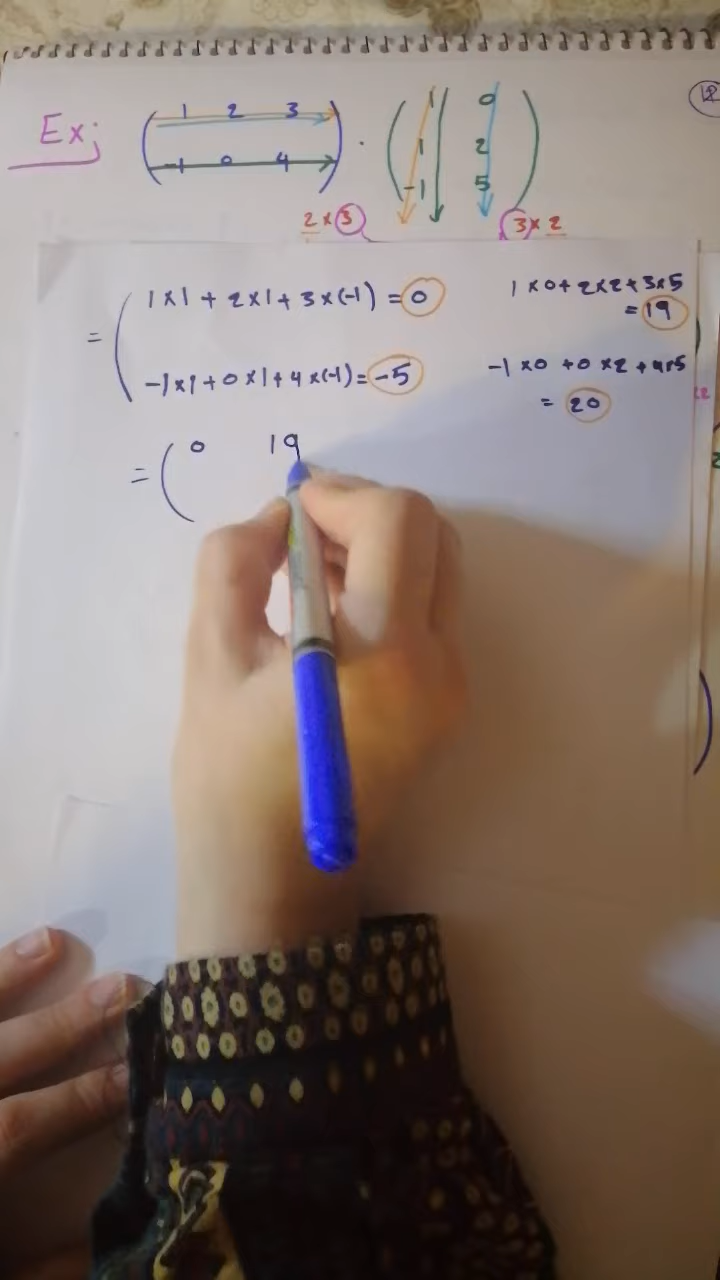 Ex; ( 1 2 3 ) . ( 1 0 )
( -1 0 4 ) ( 1 2 )
( -1 5 )
2 × 3 3 × 2
12
= ( 1×1 + 2×1 + 3×(-1) = 0 1×0 + 2×2 + 3×5
= 19
-1×1 + 0×1 + 4×(-1) = -5 -1×0 + 0×2 + 4×5
= 20
= ( 0 19